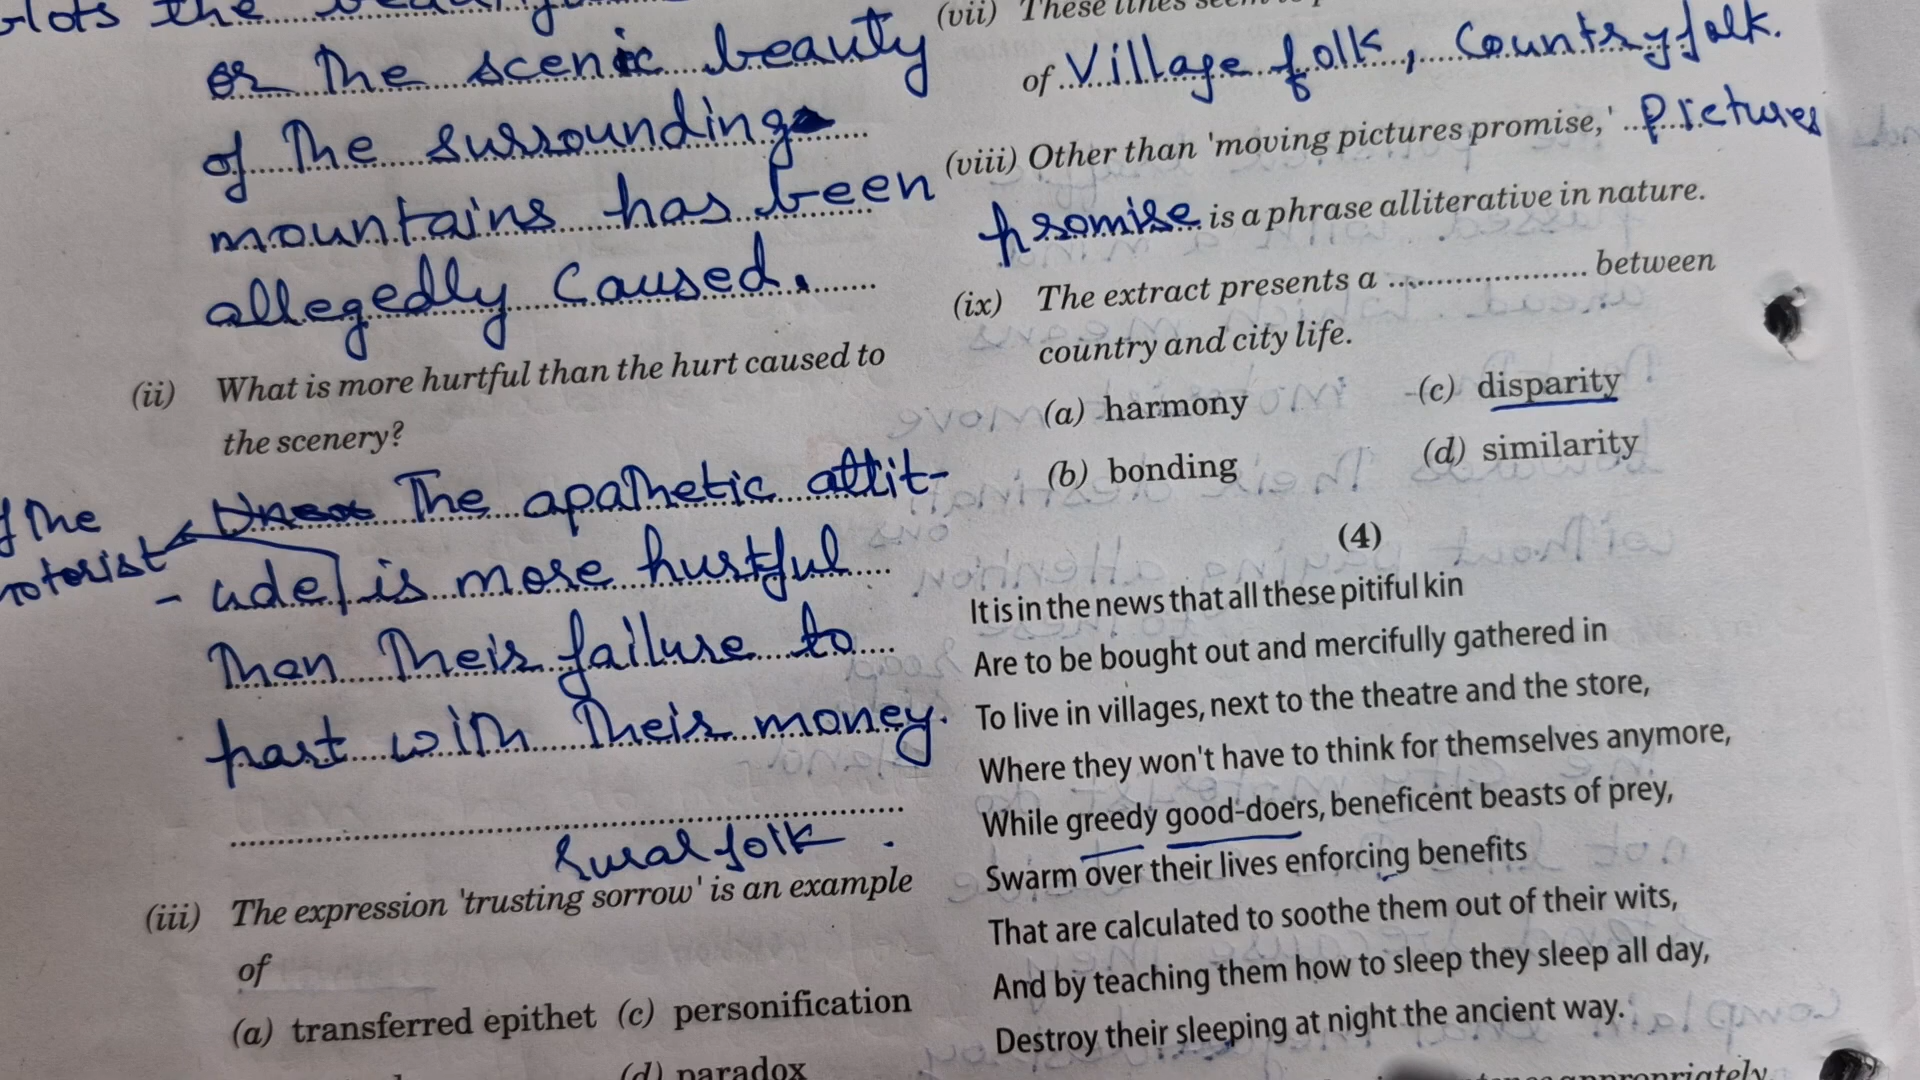 or the scenic beauty
of the surrounding
mountains has been
allegedly caused.
(ii) What is more hurtful than the hurt caused to
the scenery?
The apathetic attit-
the
motorist
- ude is more hurtful
than their failure to
part with their money.
rural folk.
(iii) The expression 'trusting sorrow' is an example
of
(a) transferred epithet (c) personification
(d) paradox
(vii) These lines
of Village folk, Countryfolk.
(viii) Other than 'moving pictures promise,' pictures
promise is a phrase alliterative in nature.
(ix) The extract presents a .................... between
country and city life.
(a) harmony (c) disparity
(b) bonding (d) similarity
(4)
It is in the news that all these pitiful kin
Are to be bought out and mercifully gathered in
To live in villages, next to the theatre and the store,
Where they won't have to think for themselves anymore,
While greedy good-doers, beneficent beasts of prey,
Swarm over their lives enforcing benefits
That are calculated to soothe them out of their wits,
And by teaching them how to sleep they sleep all day,
Destroy their sleeping at night the ancient way.
appropriately